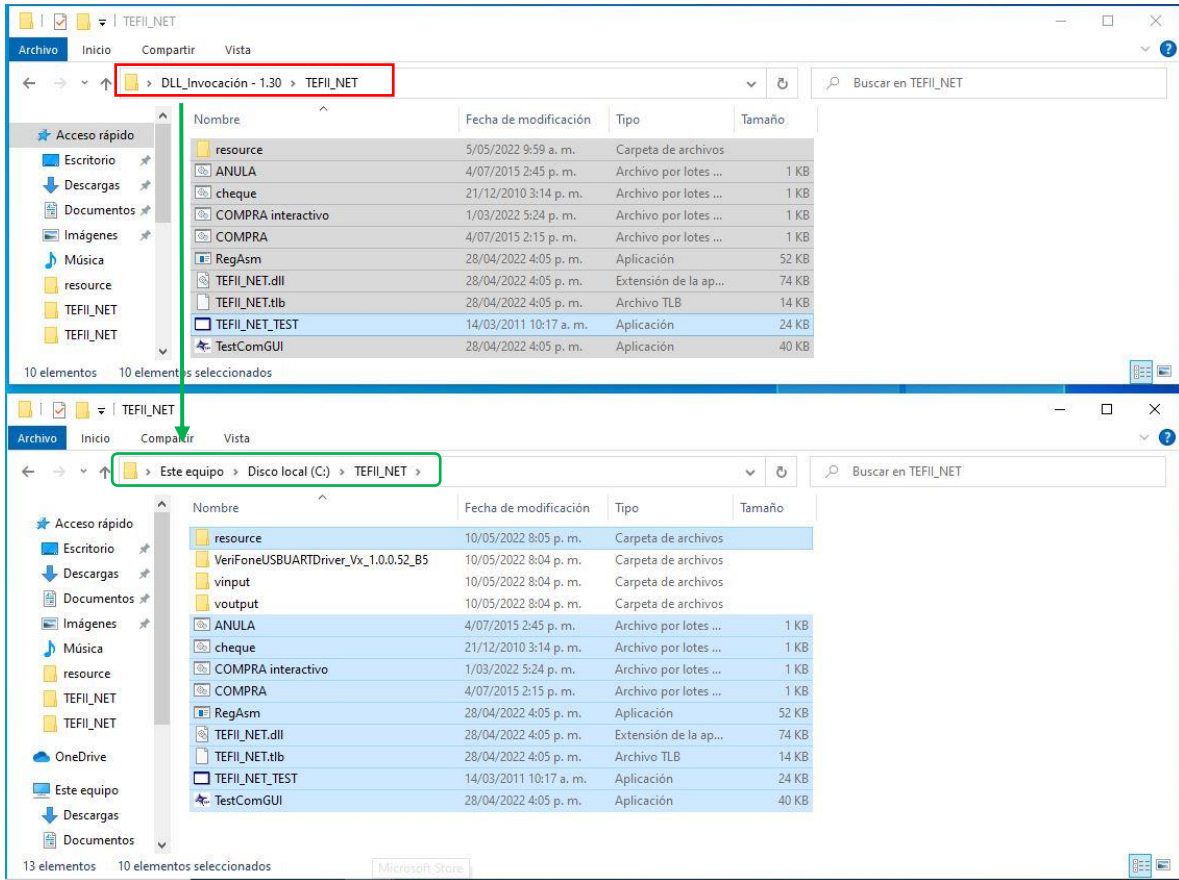 TEFII_NET
Archivo Inicio Compartir Vista
DLL_Invocación - 1.30 > TEFII_NET
Buscar en TEFII_NET
Nombre Fecha de modificación Tipo Tamaño
Acceso rápido
Escritorio
Descargas
Documentos
Imágenes
Música
resource
TEFII_NET
TEFII_NET
resource 5/05/2022 9:59 a. m. Carpeta de archivos
ANULA 4/07/2015 2:45 p. m. Archivo por lotes ... 1 KB
cheque 21/12/2010 3:14 p. m. Archivo por lotes ... 1 KB
COMPRA interactivo 1/03/2022 5:24 p. m. Archivo por lotes ... 1 KB
COMPRA 4/07/2015 2:15 p. m. Archivo por lotes ... 1 KB
RegAsm 28/04/2022 4:05 p. m. Aplicación 52 KB
TEFII_NET.dll 28/04/2022 4:05 p. m. Extensión de la ap... 74 KB
TEFII_NET.tlb 28/04/2022 4:05 p. m. Archivo TLB 14 KB
TEFII_NET_TEST 14/03/2011 10:17 a. m. Aplicación 24 KB
TestComGUI 28/04/2022 4:05 p. m. Aplicación 40 KB
10 elementos 10 elementos seleccionados
TEFII_NET
Archivo Inicio Compartir Vista
Este equipo > Disco local (C:) > TEFII_NET >
Buscar en TEFII_NET
Nombre Fecha de modificación Tipo Tamaño
Acceso rápido
Escritorio
Descargas
Documentos
Imágenes
Música
resource
TEFII_NET
TEFII_NET
OneDrive
Este equipo
Descargas
Documentos
resource 10/05/2022 8:05 p. m. Carpeta de archivos
VeriFoneUSBUARTDriver_Vx_1.0.0.52_B5 10/05/2022 8:04 p. m. Carpeta de archivos
vinput 10/05/2022 8:04 p. m. Carpeta de archivos
voutput 10/05/2022 8:04 p. m. Carpeta de archivos
ANULA 4/07/2015 2:45 p. m. Archivo por lotes ... 1 KB
cheque 21/12/2010 3:14 p. m. Archivo por lotes ... 1 KB
COMPRA interactivo 1/03/2022 5:24 p. m. Archivo por lotes ... 1 KB
COMPRA 4/07/2015 2:15 p. m. Archivo por lotes ... 1 KB
RegAsm 28/04/2022 4:05 p. m. Aplicación 52 KB
TEFII_NET.dll 28/04/2022 4:05 p. m. Extensión de la ap... 74 KB
TEFII_NET.tlb 28/04/2022 4:05 p. m. Archivo TLB 14 KB
TEFII_NET_TEST 14/03/2011 10:17 a. m. Aplicación 24 KB
TestComGUI 28/04/2022 4:05 p. m. Aplicación 40 KB
13 elementos 10 elementos seleccionados
Microsoft Store